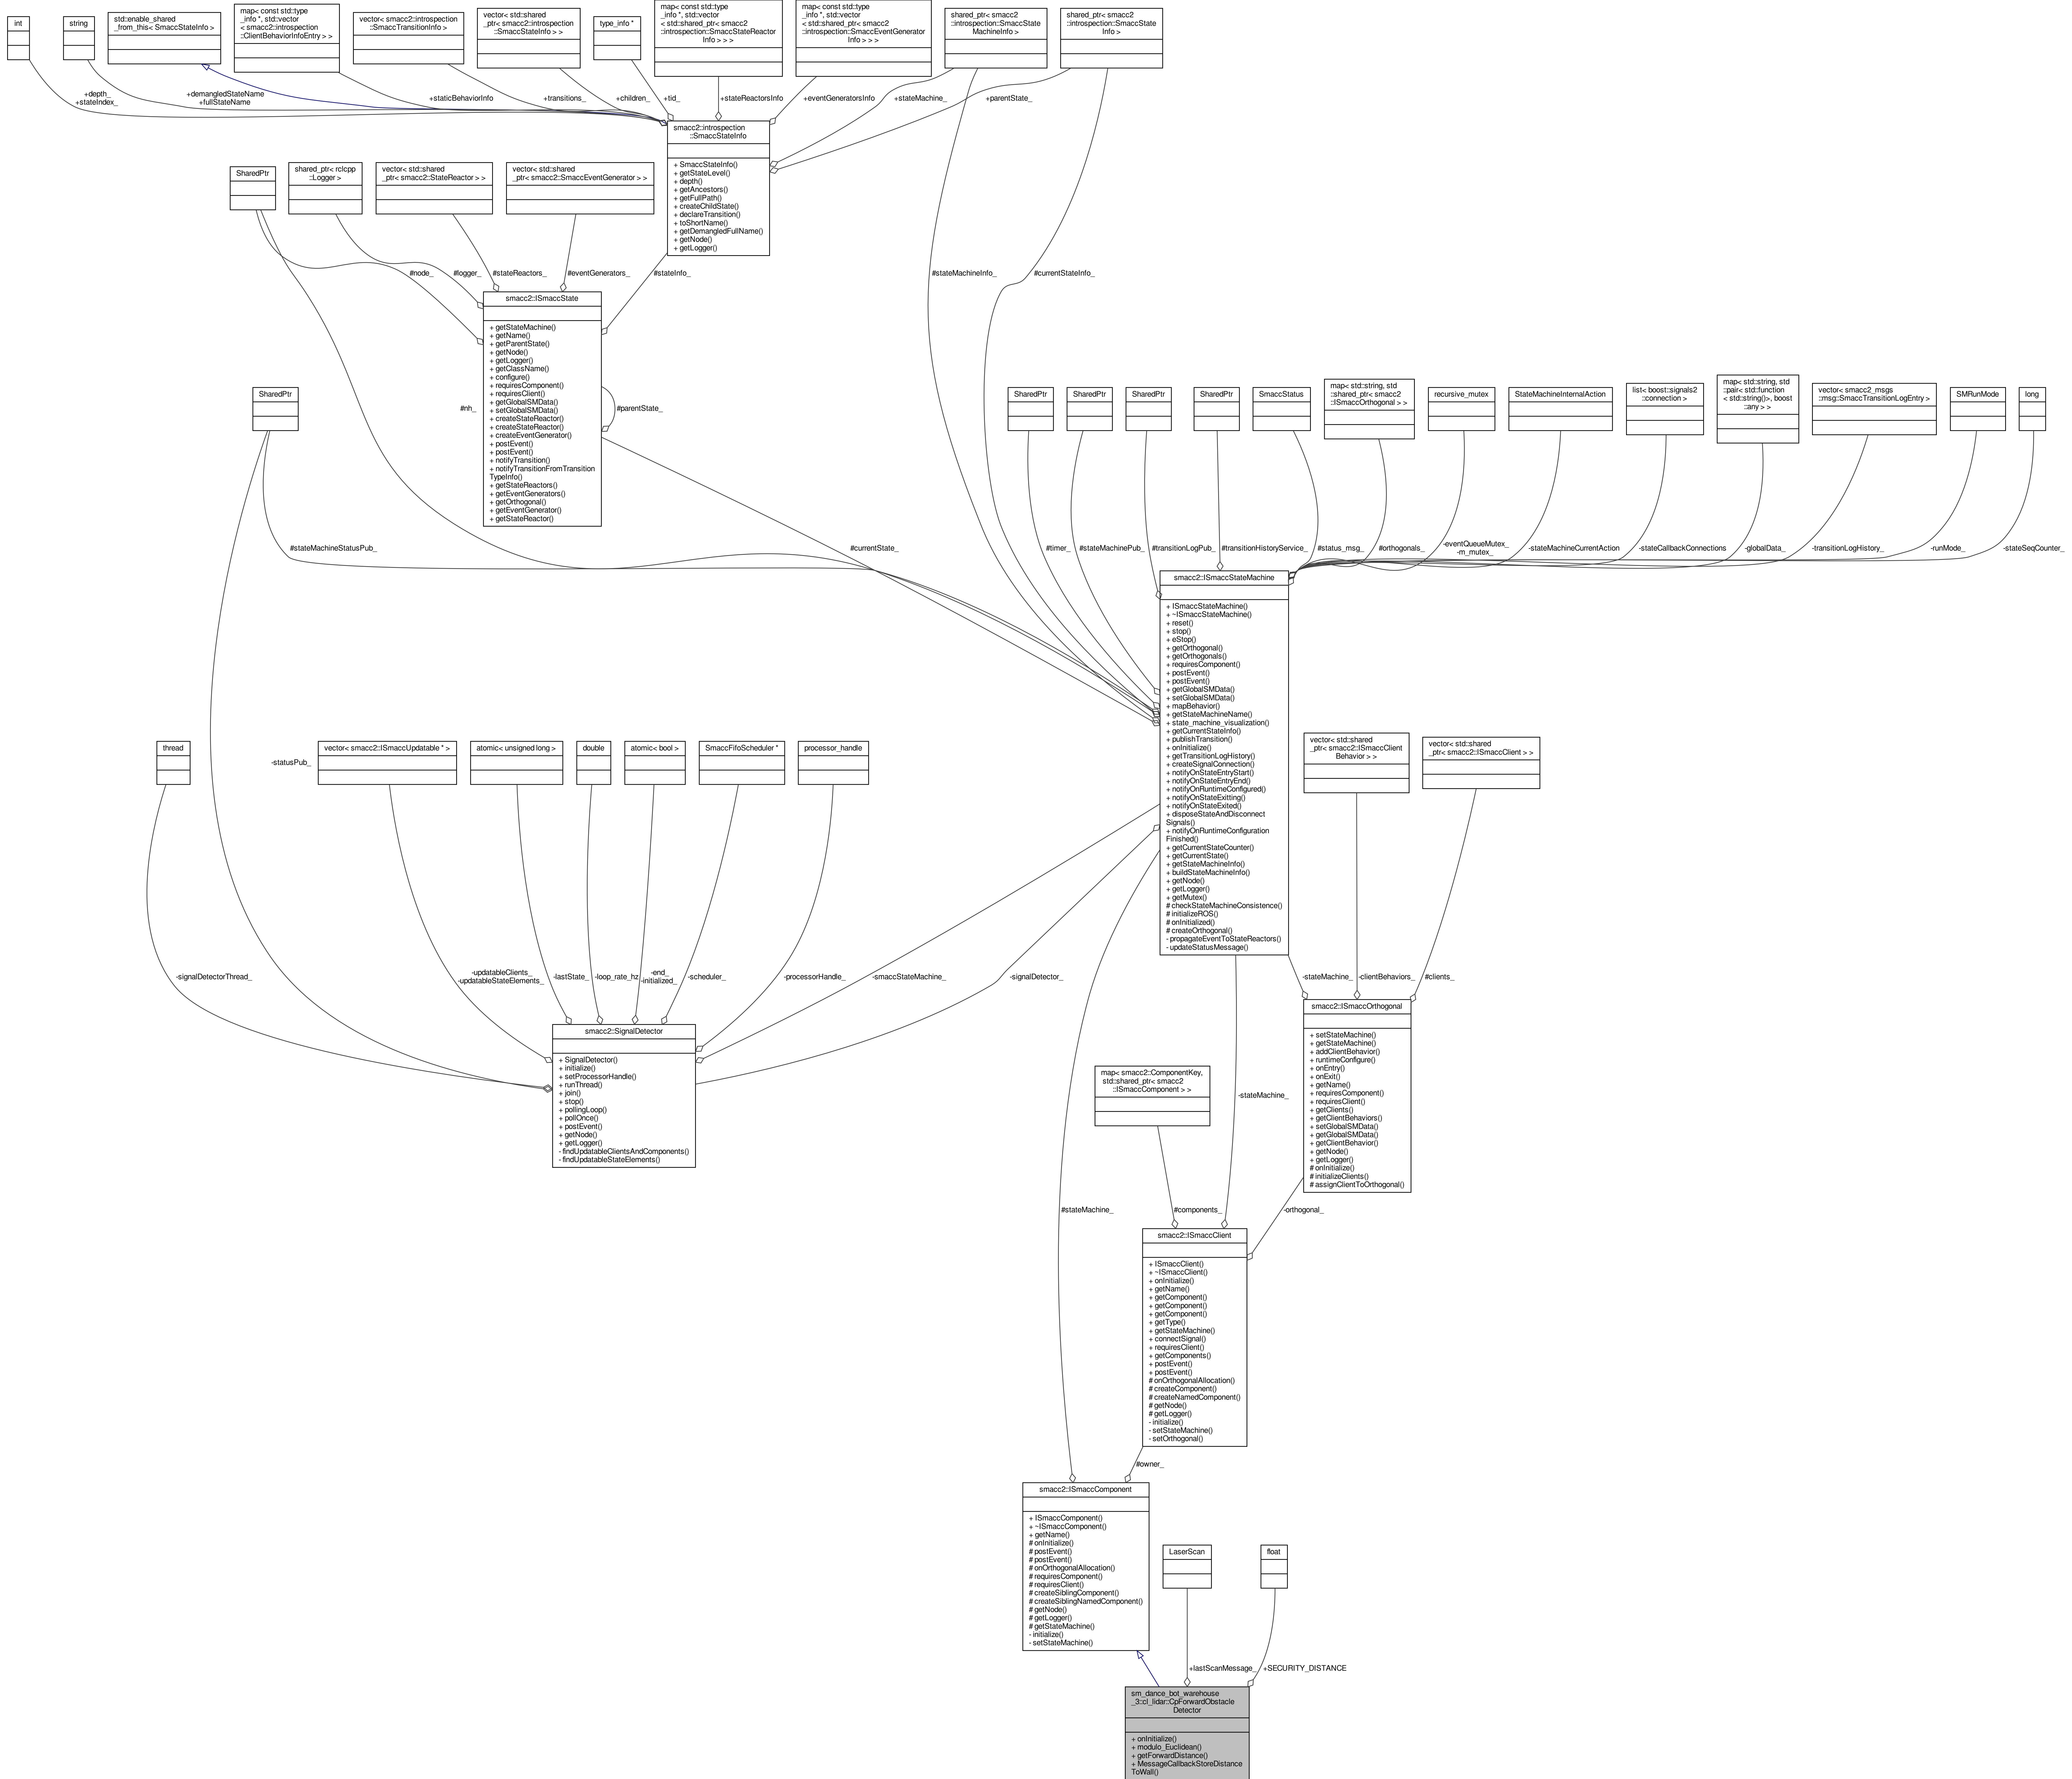 int
string
std::enable_shared
_from_this< SmaccStateInfo >
map< const std::type
_info *, std::vector
< smacc2::introspection
::ClientBehaviorInfoEntry > >
vector< smacc2::introspection
::SmaccTransitionInfo >
vector< std::shared
_ptr< smacc2::introspection
::SmaccStateInfo > >
type_info *
map< const std::type
_info *, std::vector
< std::shared_ptr< smacc2
::introspection::SmaccStateReactor
Info > > >
map< const std::type
_info *, std::vector
< std::shared_ptr< smacc2
::introspection::SmaccEventGenerator
Info > > >
shared_ptr< smacc2
::introspection::SmaccState
MachineInfo >
shared_ptr< smacc2
::introspection::SmaccState
Info >
+depth_
+stateIndex_
+demangledStateName
+fullStateName
+staticBehaviorInfo
+transitions_
+children_
+tid_
+stateReactorsInfo
+eventGeneratorsInfo
+stateMachine_
+parentState_
smacc2::introspection
::SmaccStateInfo
+ SmaccStateInfo()
+ getStateLevel()
+ depth()
+ getAncestors()
+ getFullPath()
+ createChildState()
+ declareTransition()
+ toShortName()
+ getDemangledFullName()
+ getNode()
+ getLogger()
SharedPtr
shared_ptr< rclcpp
::Logger >
vector< std::shared
_ptr< smacc2::StateReactor > >
vector< std::shared
_ptr< smacc2::SmaccEventGenerator > >
#node_
#logger_
#stateReactors_
#eventGenerators_
#stateInfo_
#stateMachineInfo_
#currentStateInfo_
smacc2::ISmaccState
+ getStateMachine()
+ getName()
+ getParentState()
+ getNode()
+ getLogger()
+ getClassName()
+ configure()
+ requiresComponent()
+ requiresClient()
+ getGlobalSMData()
+ setGlobalSMData()
+ createStateReactor()
+ createStateReactor()
+ createEventGenerator()
+ postEvent()
+ postEvent()
+ notifyTransition()
+ notifyTransitionFromTransition
TypeInfo()
+ getStateReactors()
+ getEventGenerators()
+ getOrthogonal()
+ getEventGenerator()
+ getStateReactor()
#parentState_
#nh_
SharedPtr
SharedPtr
SharedPtr
SharedPtr
SharedPtr
SmaccStatus
map< std::string, std
::shared_ptr< smacc2
::ISmaccOrthogonal > >
recursive_mutex
StateMachineInternalAction
list< boost::signals2
::connection >
map< std::string, std
::pair< std::function
< std::string()>, boost
::any > >
vector< smacc2_msgs
::msg::SmaccTransitionLogEntry >
SMRunMode
long
#stateMachineStatusPub_
#currentState_
#timer_
#stateMachinePub_
#transitionLogPub_
#transitionHistoryService_
#status_msg_
#orthogonals_
-eventQueueMutex_
-m_mutex_
-stateMachineCurrentAction
-stateCallbackConnections
-globalData_
-transitionLogHistory_
-runMode_
-stateSeqCounter_
smacc2::ISmaccStateMachine
+ ISmaccStateMachine()
+ ~ISmaccStateMachine()
+ reset()
+ stop()
+ eStop()
+ getOrthogonal()
+ getOrthogonals()
+ requiresComponent()
+ postEvent()
+ postEvent()
+ getGlobalSMData()
+ setGlobalSMData()
+ mapBehavior()
+ getStateMachineName()
+ state_machine_visualization()
+ getCurrentStateInfo()
+ publishTransition()
+ onInitialize()
+ getTransitionLogHistory()
+ createSignalConnection()
+ notifyOnStateEntryStart()
+ notifyOnStateEntryEnd()
+ notifyOnRuntimeConfigured()
+ notifyOnStateExitting()
+ notifyOnStateExited()
+ disposeStateAndDisconnect
Signals()
+ notifyOnRuntimeConfiguration
Finished()
+ getCurrentStateCounter()
+ getCurrentState()
+ getStateMachineInfo()
+ buildStateMachineInfo()
+ getNode()
+ getLogger()
+ getMutex()
# checkStateMachineConsistence()
# initializeROS()
# onInitialized()
# createOrthogonal()
- propagateEventToStateReactors()
- updateStatusMessage()
thread
-statusPub_
vector< smacc2::ISmaccUpdatable * >
atomic< unsigned long >
double
atomic< bool >
SmaccFifoScheduler *
processor_handle
vector< std::shared
_ptr< smacc2::ISmaccClient
Behavior > >
vector< std::shared
_ptr< smacc2::ISmaccClient > >
-signalDetectorThread_
-updatableClients_
-updatableStateElements_
-lastState_
-loop_rate_hz
-end_
-initialized_
-scheduler_
-processorHandle_
-smaccStateMachine_
-signalDetector_
-stateMachine_
-clientBehaviors_
#clients_
smacc2::SignalDetector
+ SignalDetector()
+ initialize()
+ setProcessorHandle()
+ runThread()
+ join()
+ stop()
+ pollingLoop()
+ pollOnce()
+ postEvent()
+ getNode()
+ getLogger()
- findUpdatableClientsAndComponents()
- findUpdatableStateElements()
smacc2::ISmaccOrthogonal
+ setStateMachine()
+ getStateMachine()
+ addClientBehavior()
+ runtimeConfigure()
+ onEntry()
+ onExit()
+ getName()
+ requiresComponent()
+ requiresClient()
+ getClients()
+ getClientBehaviors()
+ setGlobalSMData()
+ getGlobalSMData()
+ getClientBehavior()
+ getNode()
+ getLogger()
# onInitialize()
# initializeClients()
# assignClientToOrthogonal()
map< smacc2::ComponentKey,
std::shared_ptr< smacc2
::ISmaccComponent > >
-stateMachine_
#stateMachine_
#components_
-orthogonal_
smacc2::ISmaccClient
+ ISmaccClient()
+ ~ISmaccClient()
+ onInitialize()
+ getName()
+ getComponent()
+ getComponent()
+ getComponent()
+ getType()
+ getStateMachine()
+ connectSignal()
+ requiresClient()
+ getComponents()
+ postEvent()
+ postEvent()
# onOrthogonalAllocation()
# createComponent()
# createNamedComponent()
# getNode()
# getLogger()
- initialize()
- setStateMachine()
- setOrthogonal()
#owner_
smacc2::ISmaccComponent
+ ISmaccComponent()
+ ~ISmaccComponent()
+ getName()
# onInitialize()
# postEvent()
# postEvent()
# onOrthogonalAllocation()
# requiresComponent()
# requiresClient()
# createSiblingComponent()
# createSiblingNamedComponent()
# getNode()
# getLogger()
# getStateMachine()
- initialize()
- setStateMachine()
LaserScan
float
+lastScanMessage_
+SECURITY_DISTANCE
sm_dance_bot_warehouse
_3::cl_lidar::CpForwardObstacle
Detector
+ onInitialize()
+ modulo_Euclidean()
+ getForwardDistance()
+ MessageCallbackStoreDistance
ToWall()